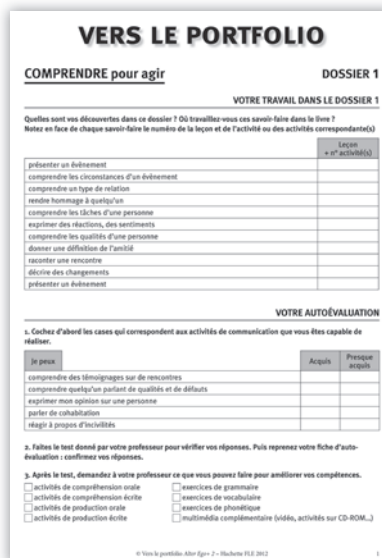 VERS LE PORTFOLIO
COMPRENDRE pour agir DOSSIER 1
VOTRE TRAVAIL DANS LE DOSSIER 1
Quelles sont vos découvertes dans ce dossier ? Où travaillez-vous ces savoir-faire dans le livre ?
Notez en face de chaque savoir-faire le numéro de la leçon et de l'activité ou des activités correspondante(s)
Leçon
+ n° activité(s)
présenter un évènement
comprendre les circonstances d'un évènement
comprendre un type de relation
rendre hommage à quelqu'un
comprendre les tâches d'une personne
exprimer des réactions, des sentiments
comprendre les qualités d'une personne
donner une définition de l'amitié
raconter une rencontre
décrire des changements
présenter un évènement
VOTRE AUTOÉVALUATION
1. Cochez d'abord les cases qui correspondent aux activités de communication que vous êtes capable de
réaliser.
Je peux Acquis Presque
acquis
comprendre des témoignages sur de rencontres
comprendre quelqu'un parlant de qualités et de défauts
exprimer mon opinion sur une personne
parler de cohabitation
réagir à propos d'incivilités
2. Faites le test donné par votre professeur pour vérifier vos réponses. Puis reprenez votre fiche d'auto-
évaluation : confirmez vos réponses.
3. Après le test, demandez à votre professeur ce que vous pouvez faire pour améliorer vos compétences.
activités de compréhension orale exercices de grammaire
activités de compréhension écrite exercices de vocabulaire
activités de production orale exercices de phonétique
activités de production écrite multimédia complémentaire (vidéo, activités sur CD-ROM...)
© Vers le portfolio Alter Ego+ 2 – Hachette FLE 2012 1